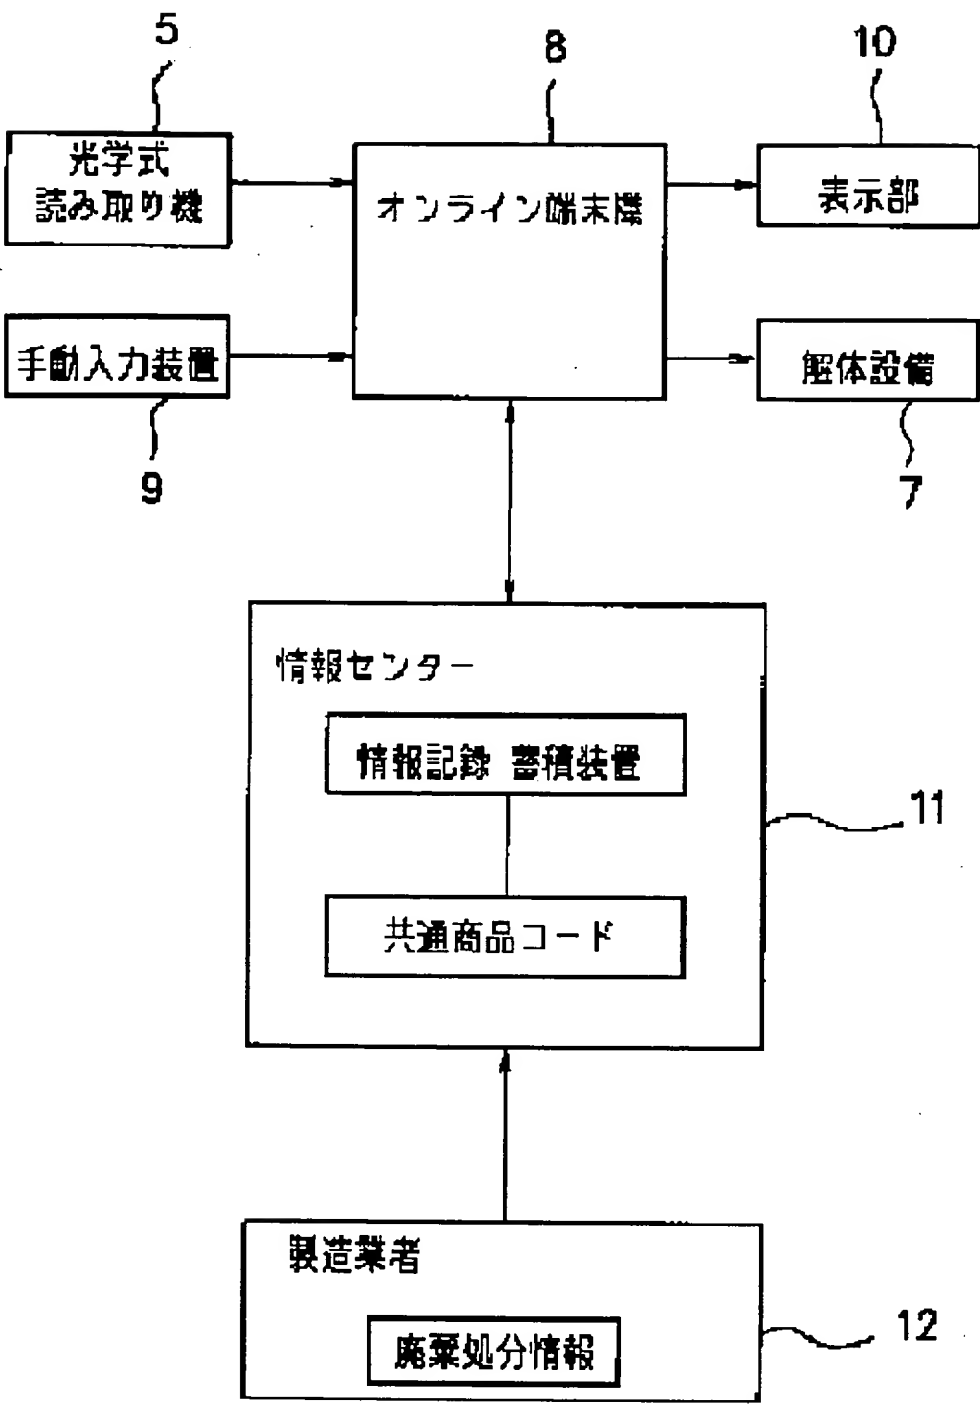 5
8
10
光学式
読み取り機
オンライン端末機
表示部
手動入力装置
解体設備
9
7
情報センター
情報記録 蓄積装置
11
共通商品コード
製造業者
12
廃棄処分情報